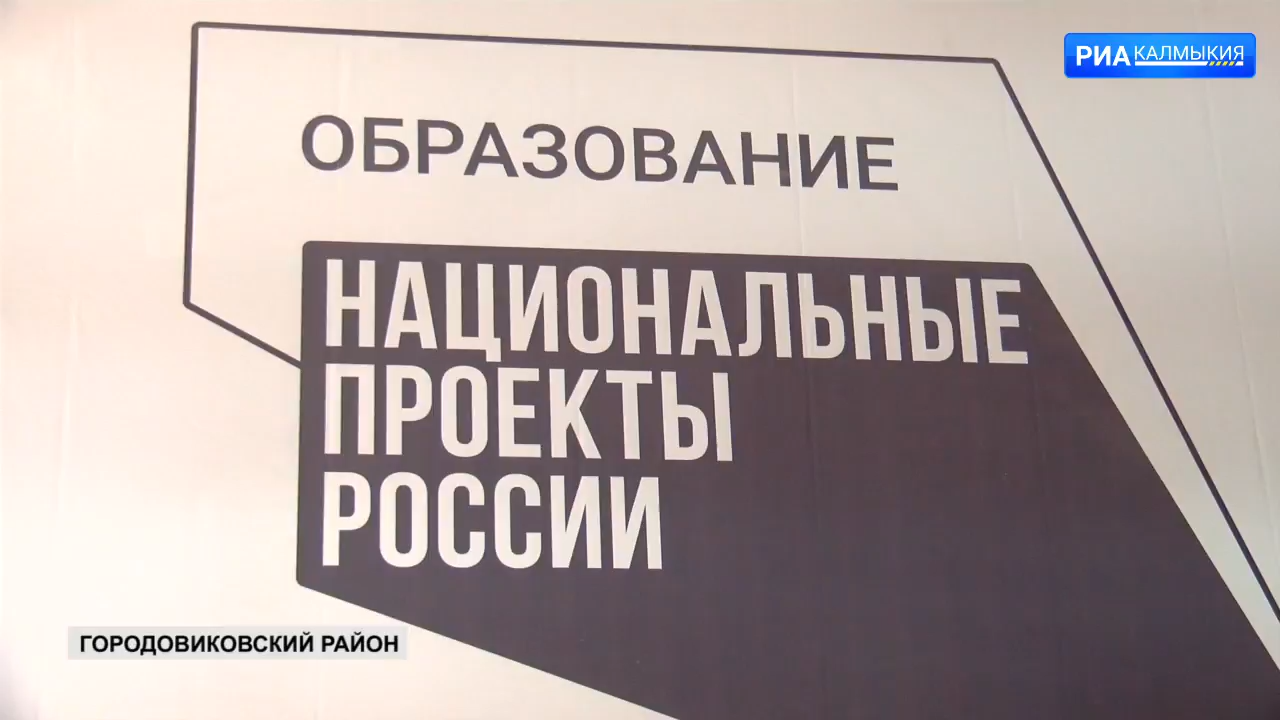 РИА КАЛМЫКИЯ
ОБРАЗОВАНИЕ
НАЦИОНАЛЬНЫЕ
ПРОЕКТЫ
РОССИИ
ГОРОДОВИКОВСКИЙ РАЙОН